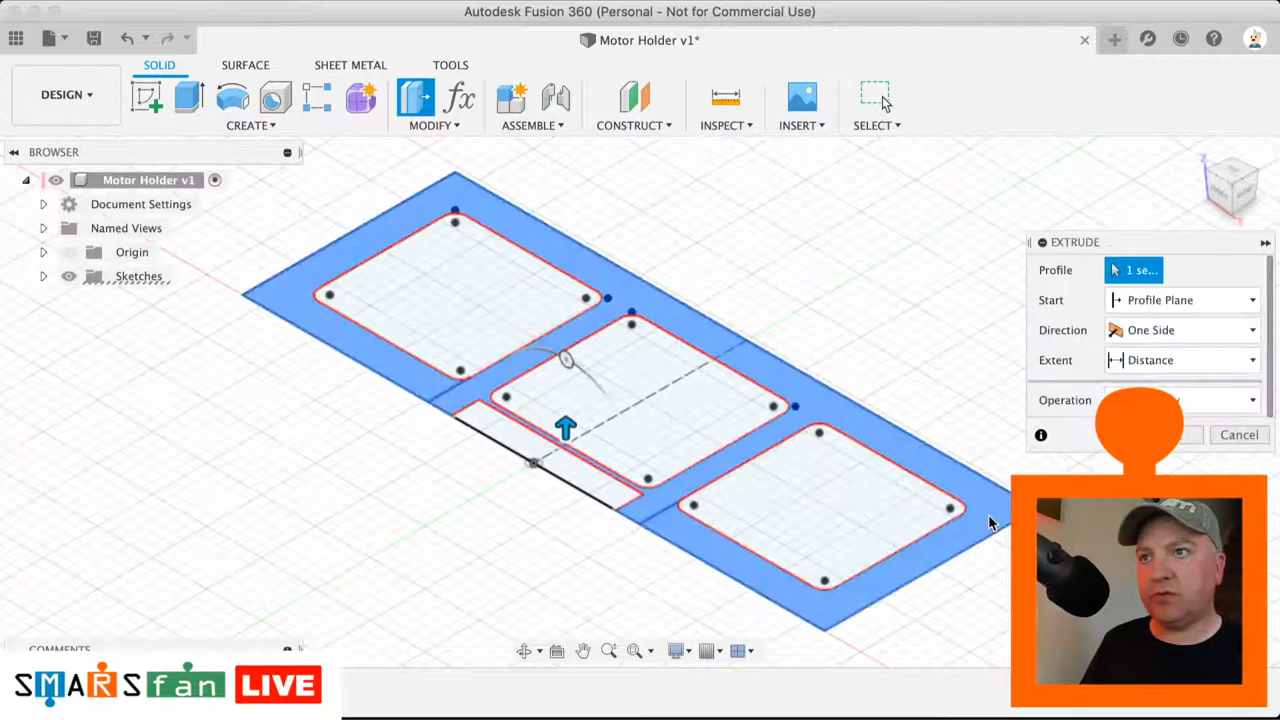 Autodesk Fusion 360 (Personal - Not for Commercial Use)
Motor Holder v1*
SOLID SURFACE SHEET METAL TOOLS
DESIGN
CREATE MODIFY ASSEMBLE CONSTRUCT INSPECT INSERT SELECT
BROWSER
Motor Holder v1
Document Settings
Named Views
Origin
Sketches
Z
EXTRUDE
Profile 1 se...
Start Profile Plane
Direction One Side
Extent Distance
Operation
Cancel
COMMENTS
SMARSfan LIVE